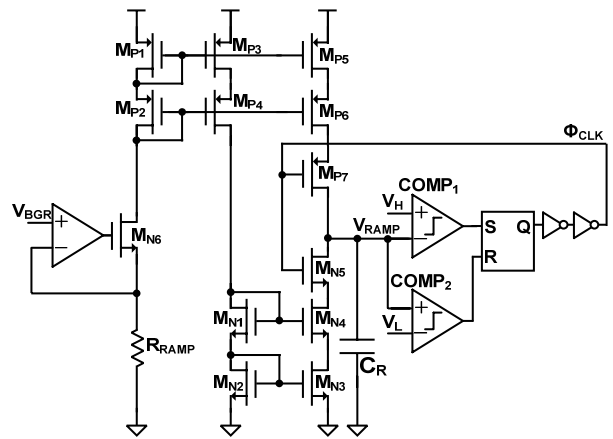 MP1
MP3
MP5
MP2
MP4
MP6
ΦCLK
MP7
COMP1
VH
VBGR
+
−
MN6
VRAMP
+
−
S
Q
R
MN5
COMP2
+
VL
−
MN1
MN4
RRAMP
CR
MN2
MN3